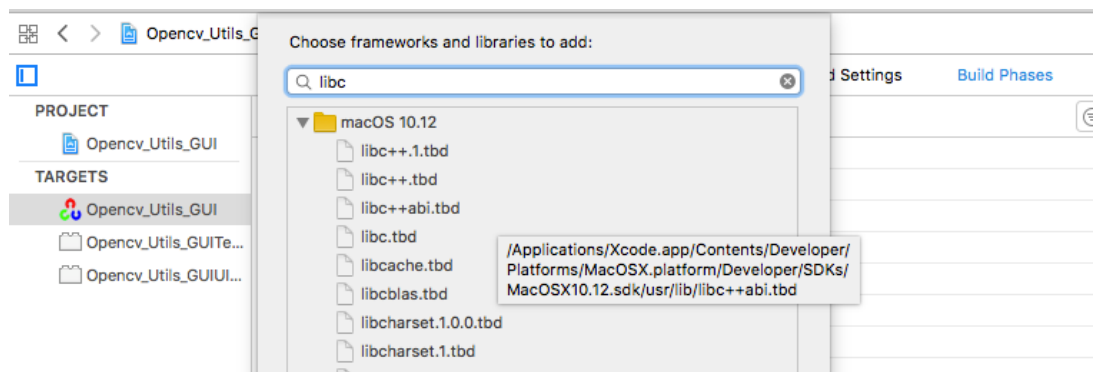 Opencv_Utils_G
Choose frameworks and libraries to add:
libc
d Settings
Build Phases
PROJECT
Opencv_Utils_GUI
TARGETS
Opencv_Utils_GUI
Opencv_Utils_GUITe...
Opencv_Utils_GUIUI...
macOS 10.12
libc++.1.tbd
libc++.tbd
libc++abi.tbd
libc.tbd
libcache.tbd
libcblas.tbd
libcharset.1.0.0.tbd
libcharset.1.tbd
/Applications/Xcode.app/Contents/Developer/
Platforms/MacOSX.platform/Developer/SDKs/
MacOSX10.12.sdk/usr/lib/libc++abi.tbd